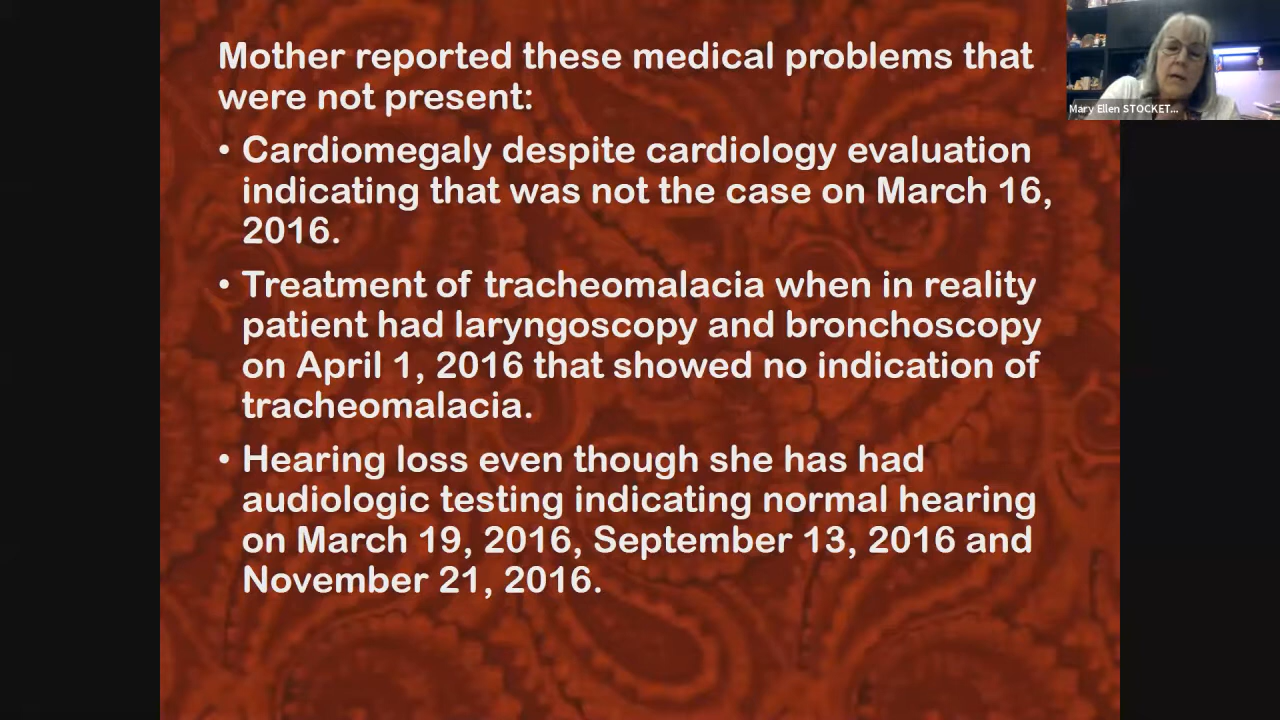 Mother reported these medical problems that
were not present:
• Cardiomegaly despite cardiology evaluation
indicating that was not the case on March 16,
2016.
• Treatment of tracheomalacia when in reality
patient had laryngoscopy and bronchoscopy
on April 1, 2016 that showed no indication of
tracheomalacia.
• Hearing loss even though she has had
audiologic testing indicating normal hearing
on March 19, 2016, September 13, 2016 and
November 21, 2016.
Mary Ellen STOCKET...